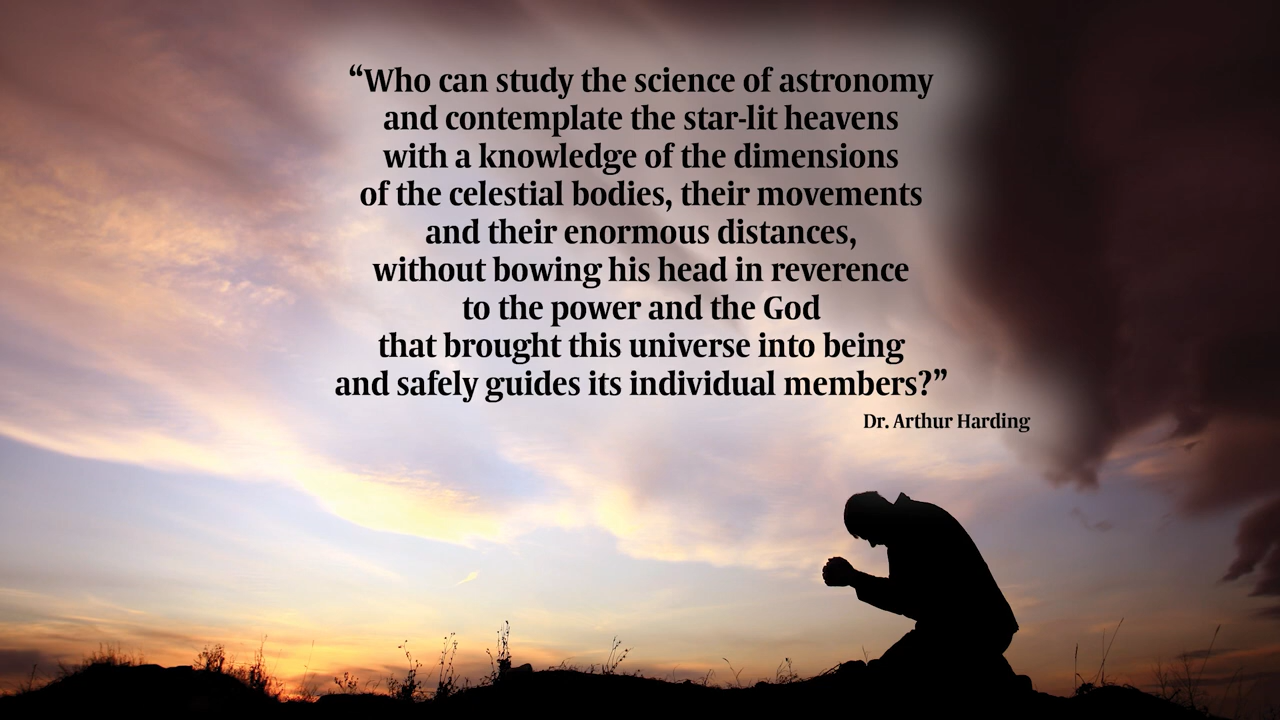 “Who can study the science of astronomy
and contemplate the star-lit heavens
with a knowledge of the dimensions
of the celestial bodies, their movements
and their enormous distances,
without bowing his head in reverence
to the power and the God
that brought this universe into being
and safely guides its individual members?”
Dr. Arthur Harding